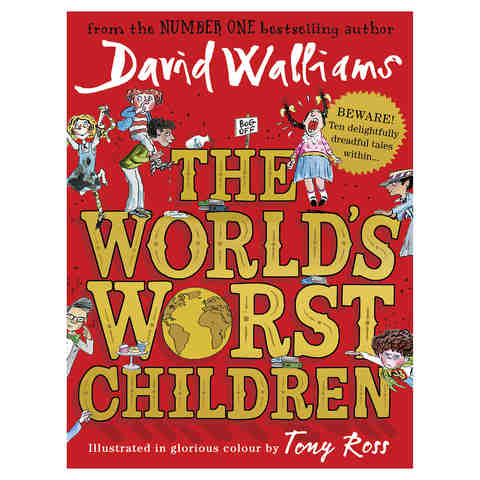 from the NUMBER ONE bestselling author
David Walliams
BOG
OFF
BEWARE!
Ten delightfully
dreadful tales
within...
THE
WORLD'S
WORST
CHILDREN
Illustrated in glorious colour by Tony Ross